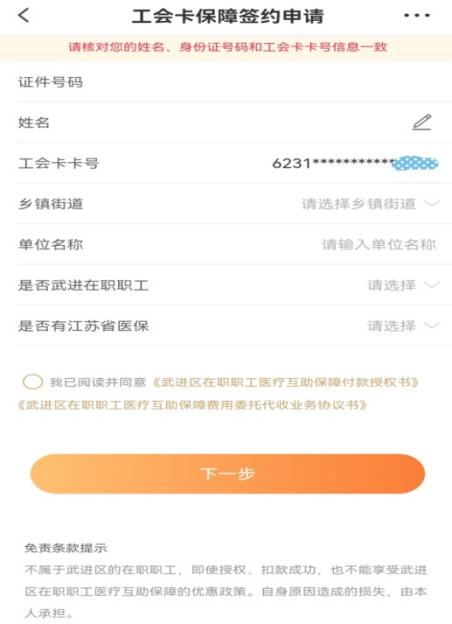 工会卡保障签约申请
请核对您的姓名、身份证号码和工会卡卡号信息一致
证件号码
姓名
工会卡卡号 6231***********
乡镇街道 请选择乡镇街道
单位名称 请输入单位名称
是否武进在职职工 请选择
是否有江苏省医保 请选择
我已阅读并同意《武进区在职职工医疗互助保障付款授权书》
《武进区在职职工医疗互助保障费用委托代收业务协议书》
下一步
免责条款提示
不属于武进区的在职职工，即使授权、扣款成功，也不能享受武进
区在职职工医疗互助保障的优惠政策。自身原因造成的损失，由本
人承担。